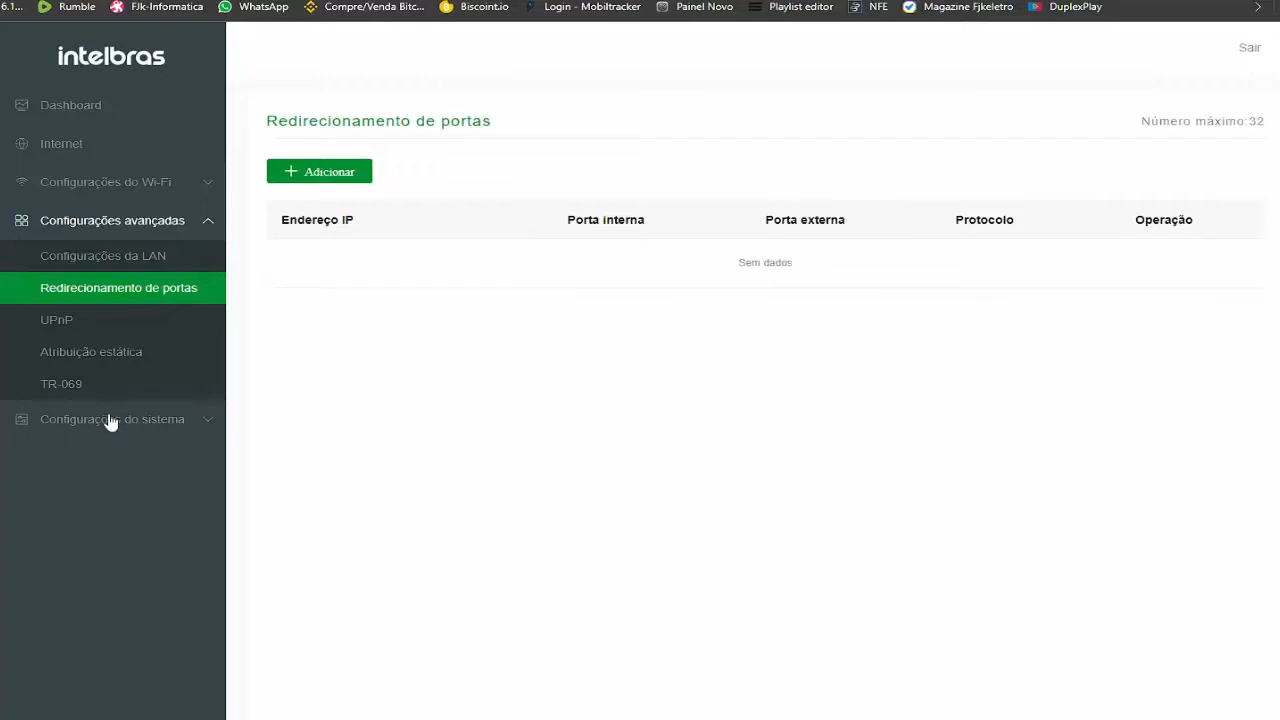 6.1... Rumble FJk-Informatica WhatsApp Compre/Venda Bitc... Biscoint.io Login - Mobiltracker Painel Novo Playlist editor NFE Magazine Fjkeletro DuplexPlay
intelbras
Sair
Dashboard
Internet
Configurações do Wi-Fi
Configurações avançadas
Configurações da LAN
Redirecionamento de portas
UPnP
Atribuição estática
TR-069
Configurações do sistema
Redirecionamento de portas
Número máximo:32
Adicionar
Endereço IP Porta interna Porta externa Protocolo Operação
Sem dados